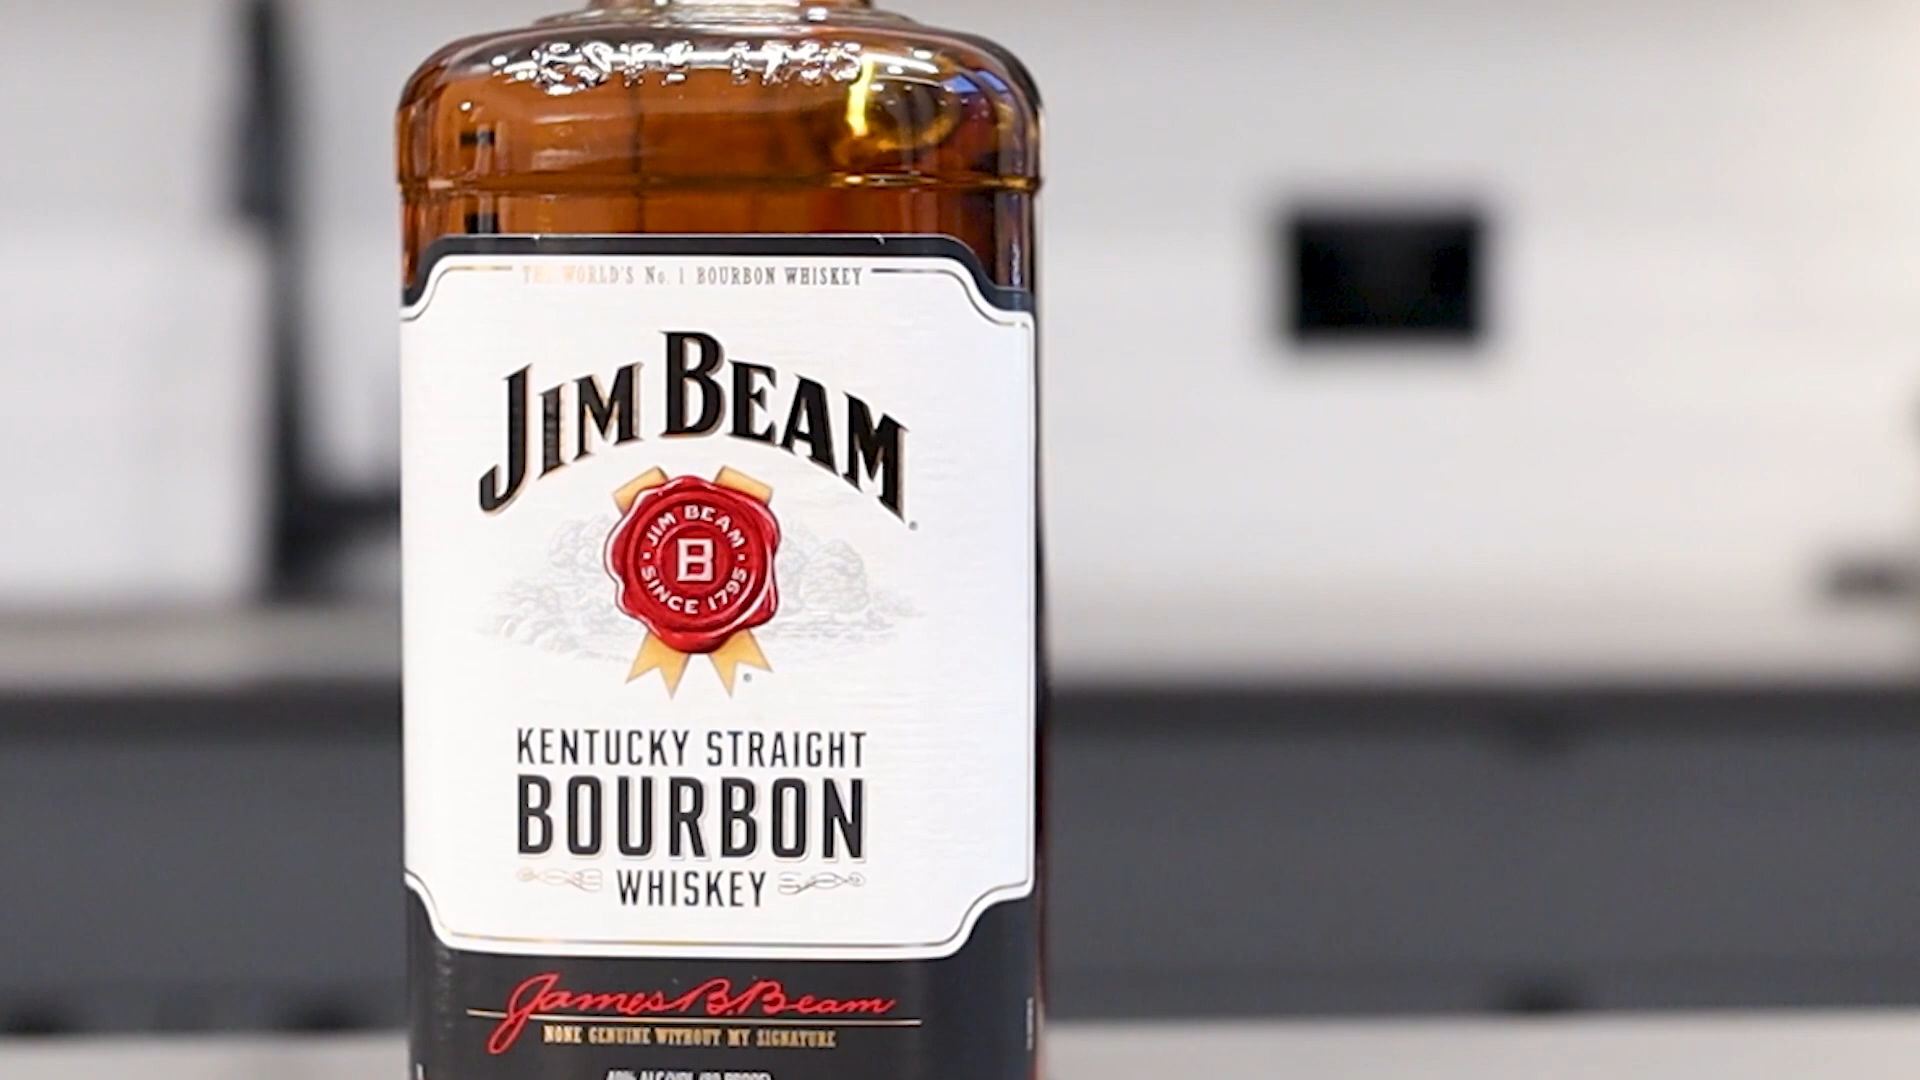 THE WORLD'S No. 1 BOURBON WHISKEY
JIM BEAM
JIM BEAM
B
SINCE 1795
KENTUCKY STRAIGHT
BOURBON
WHISKEY
James B. Beam
NONE GENUINE WITHOUT MY SIGNATURE